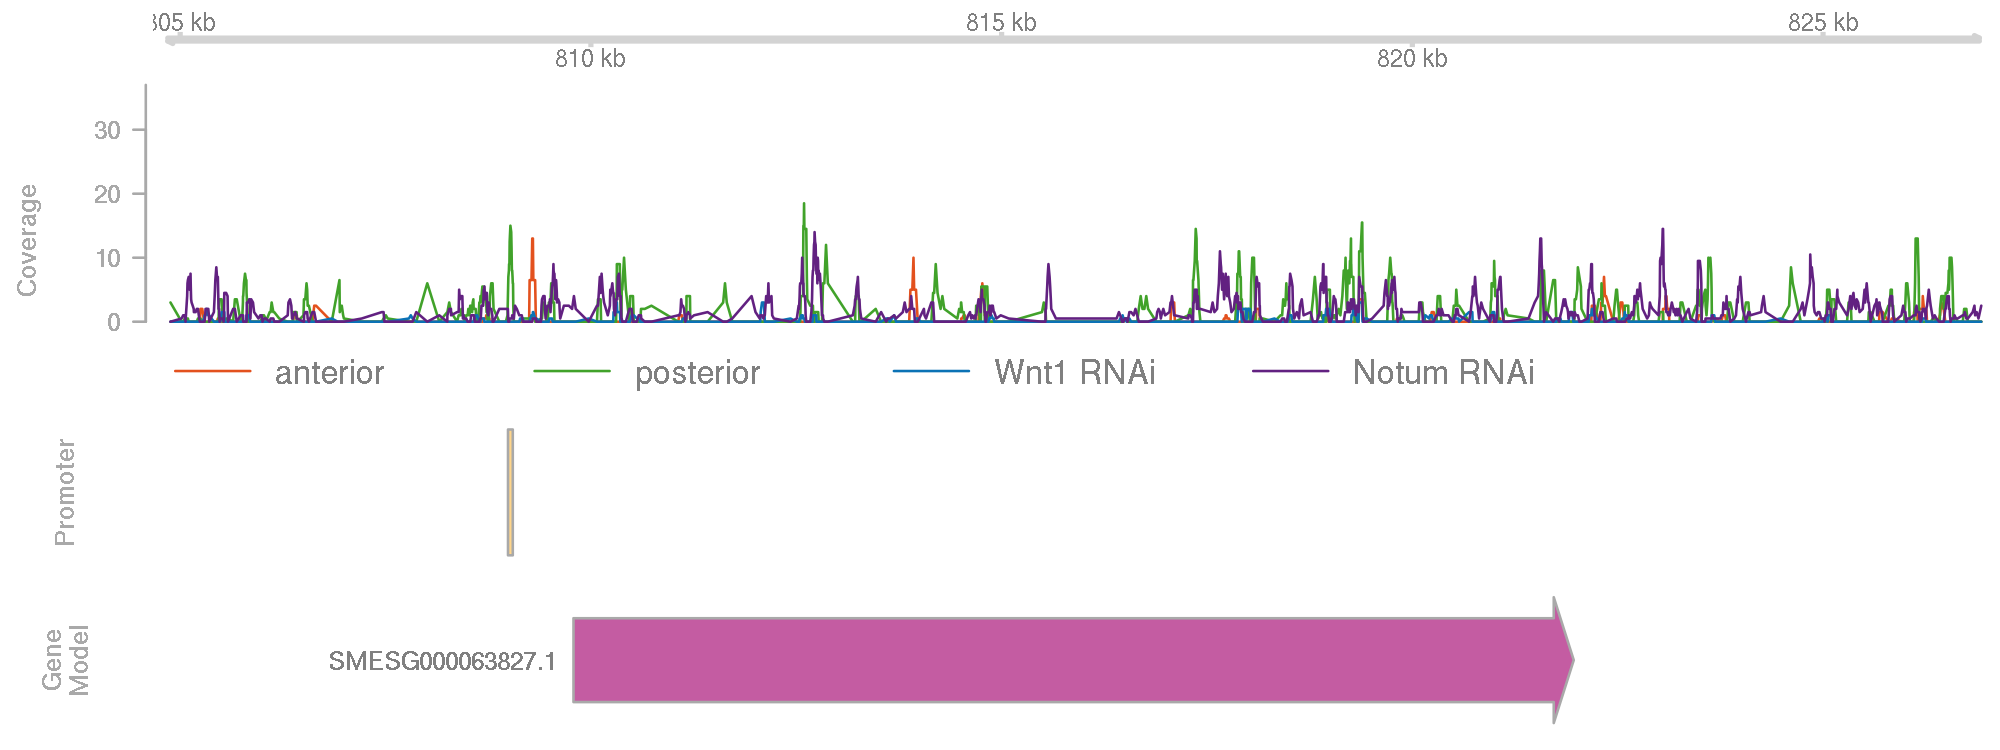 805 kb 815 kb 825 kb
810 kb 820 kb
Coverage
30
20
10
0
anterior posterior Wnt1 RNAi Notum RNAi
Promoter
0
Gene
Model
SMESG000063827.1